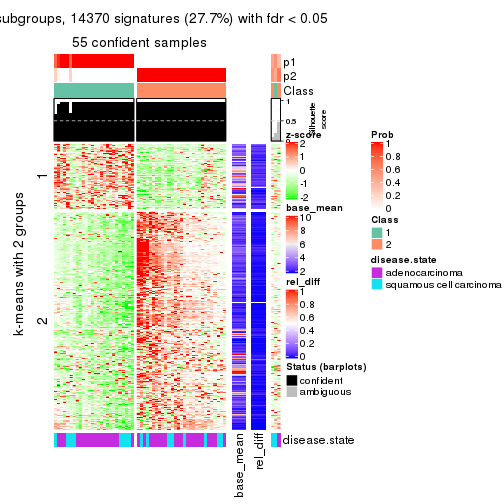 subgroups, 14370 signatures (27.7%) with fdr < 0.05
55 confident samples
p1
p2
Class
1
0.5
0
Silhouette
score
k-means with 2 groups
1
2
z-score
2
1
0
-1
-2
base_mean
10
8
6
4
2
rel_diff
1
0.8
0.6
0.4
0.2
0
Status (barplots)
confident
ambiguous
Prob
1
0.8
0.6
0.4
0.2
0
Class
1
2
disease.state
adenocarcinoma
squamous cell carcinoma
disease.state
base_mean
rel_diff